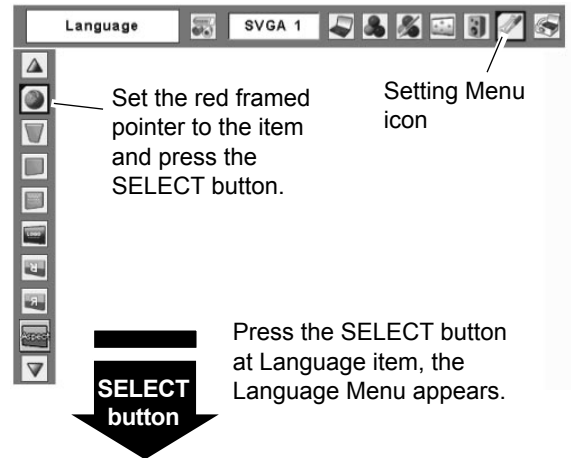 Language
SVGA 1
Set the red framed
pointer to the item
and press the
SELECT button.
Setting Menu
icon
Aspect
Press the SELECT button
at Language item, the
Language Menu appears.
SELECT
button